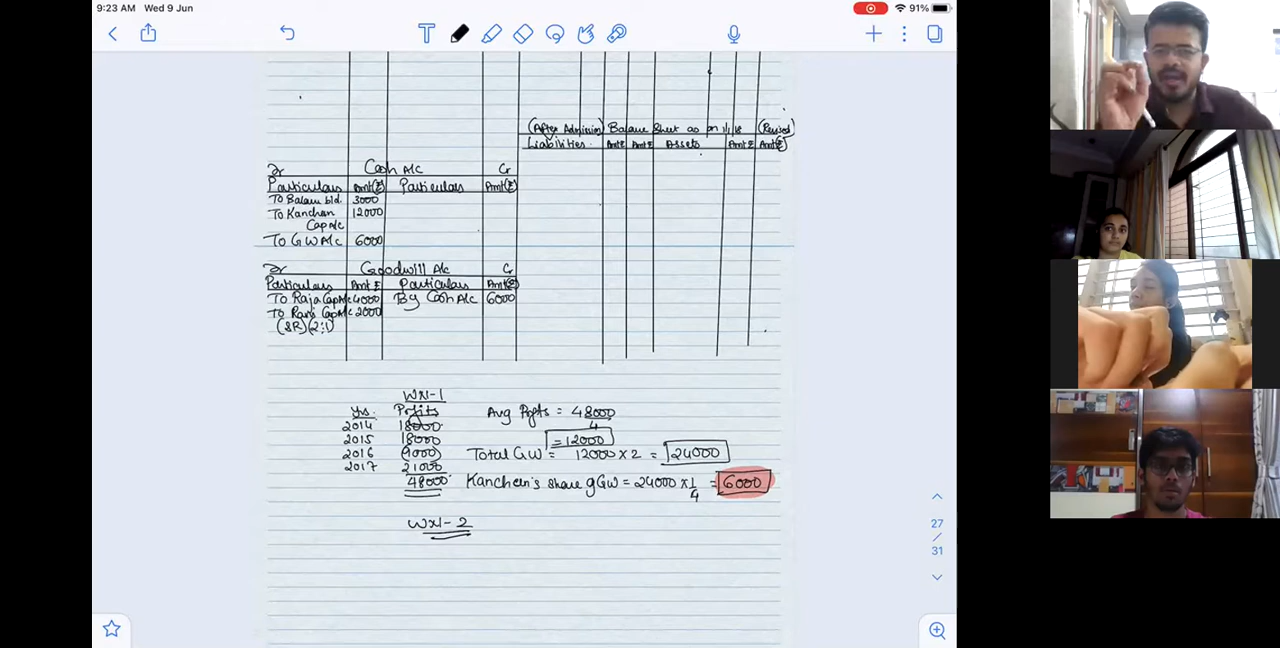 9:23 AM Wed 9 Jun
91%
(After Admission) Balance Sheet as on 1/1/18 (Revised)
Liabilities Amt ₹ Amt ₹ Assets Amt ₹ Amt ₹
Dr Cash A/c Cr
Particulars Amt(₹) Particulars Amt(₹)
To Balance b/d. 3000
To Kanchan 12000
Cap A/c
To GW A/c 6000
Dr Goodwill A/c Cr
Particulars Amt ₹ Particulars Amt(₹)
To Raja Cap A/c 4000 By Cash A/c 6000
To Rani Cap A/c 2000
(SR)(2:1)
WN-1
yrs. Profits
2014 18000
2015 18000
2016 (9000)
2017 21000
48000
Avg Profits = 48000
4
= 12000
Total GW = 12000 x 2 = 24000
Kanchan's share of GW = 24000 x 1 = 6000
4
WN-2
27
/
31